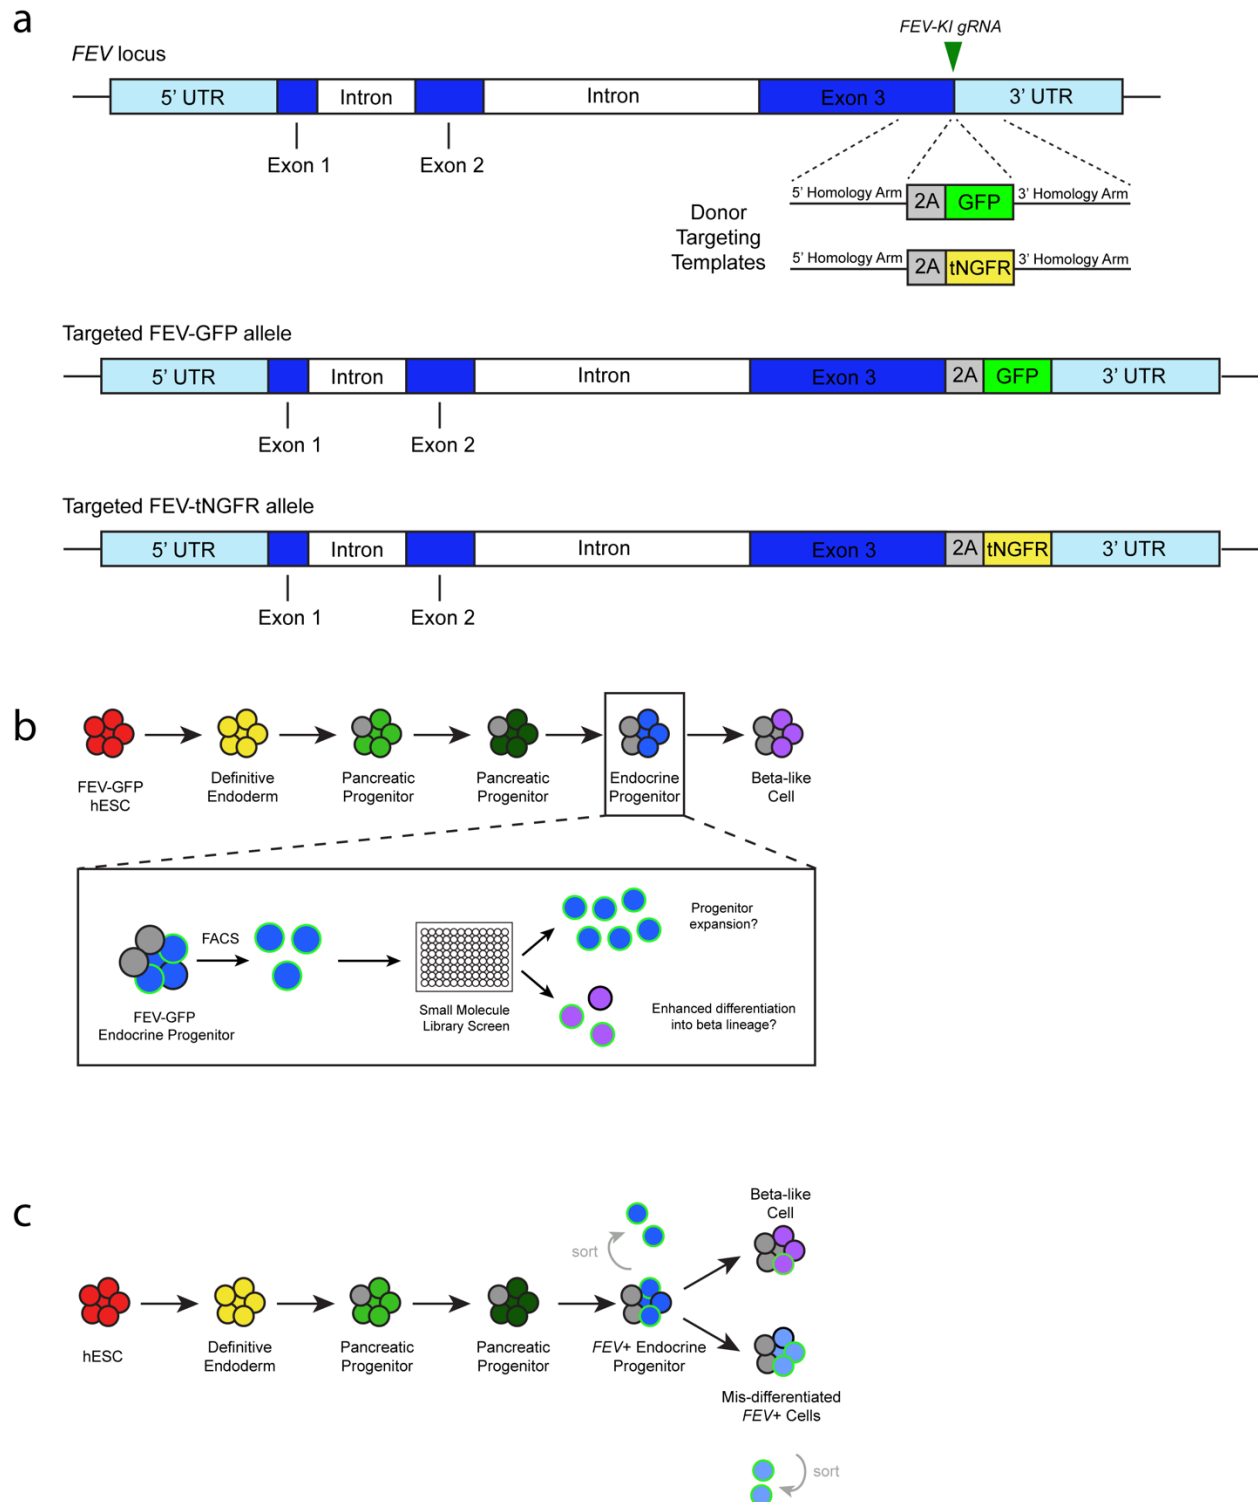 a
FEV-KI gRNA
FEV locus
5' UTR
Intron
Intron
Exon 3
3' UTR
Exon 1
Exon 2
Donor
Targeting
Templates
5' Homology Arm
2A
GFP
3' Homology Arm
5' Homology Arm
2A
tNGFR
3' Homology Arm
Targeted FEV-GFP allele
5' UTR
Intron
Intron
Exon 3
2A
GFP
3' UTR
Exon 1
Exon 2
Targeted FEV-tNGFR allele
5' UTR
Intron
Intron
Exon 3
2A
tNGFR
3' UTR
Exon 1
Exon 2
b
FEV-GFP
hESC
Definitive
Endoderm
Pancreatic
Progenitor
Pancreatic
Progenitor
Endocrine
Progenitor
Beta-like
Cell
FACS
FEV-GFP
Endocrine Progenitor
Small Molecule
Library Screen
Progenitor
expansion?
Enhanced differentiation
into beta lineage?
c
hESC
Definitive
Endoderm
Pancreatic
Progenitor
Pancreatic
Progenitor
sort
FEV+ Endocrine
Progenitor
Beta-like
Cell
Mis-differentiated
FEV+ Cells
sort